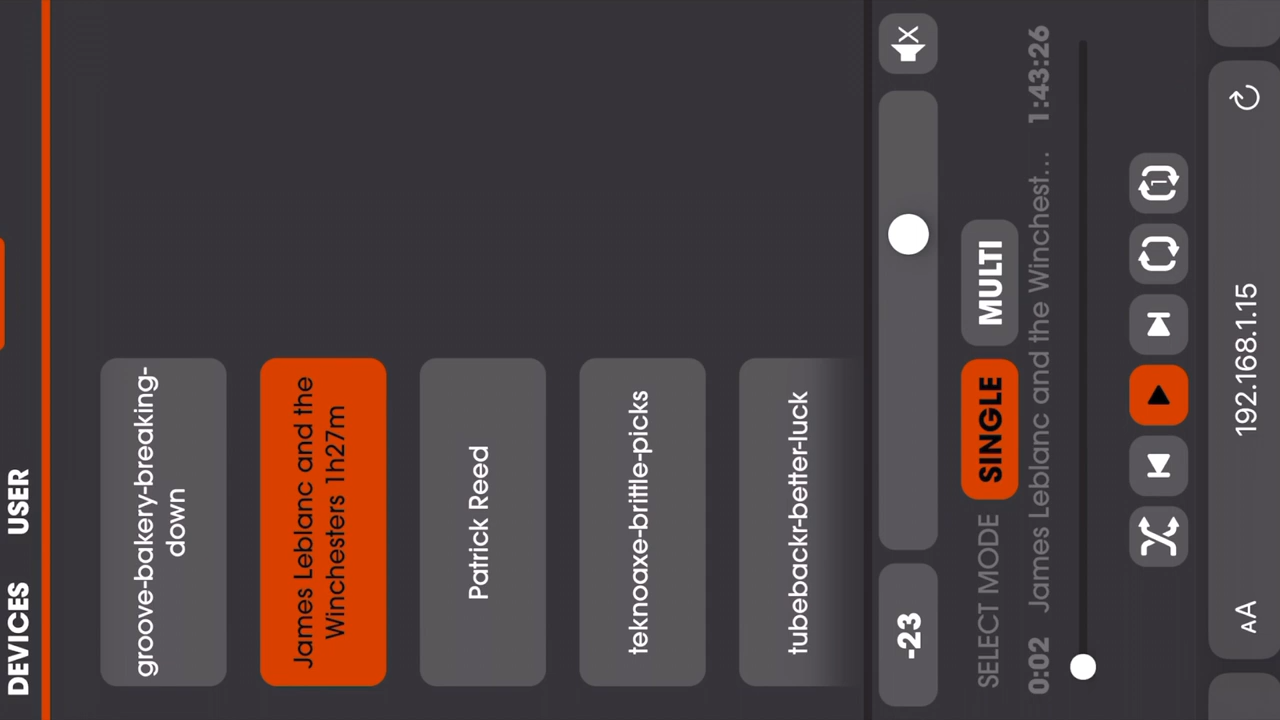 DEVICES USER
groove-bakery-breaking-
down
James Leblanc and the
Winchesters 1h27m
Patrick Reed
teknoaxe-brittle-picks
tubebackr-better-luck
-23
SELECT MODE SINGLE MULTI
0:02 James Leblanc and the Winchest... 1:43:26
1
AA 192.168.1.15